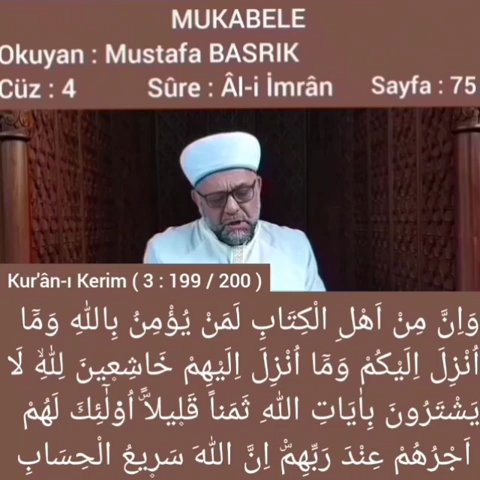 MUKABELE
Okuyan : Mustafa BASRIK
Cüz : 4 Sûre : Âl-i İmrân Sayfa : 75
Kur'ân-ı Kerim ( 3 : 199 / 200 )
وَاِنَّ مِنْ اَهْلِ الْكِتَابِ لَمَنْ يُؤْمِنُ بِاللّٰهِ وَمَٓا
اُنْزِلَ اِلَيْكُمْ وَمَٓا اُنْزِلَ اِلَيْهِمْ خَاشِع۪ينَ لِلّٰهِۙ لَا
يَشْتَرُونَ بِاٰيَاتِ اللّٰهِ ثَمَناً قَل۪يلاًۜ اُو۬لٰٓئِكَ لَهُمْ
اَجْرُهُمْ عِنْدَ رَبِّهِمْۜ اِنَّ اللّٰهَ سَر۪يعُ الْحِسَابِ